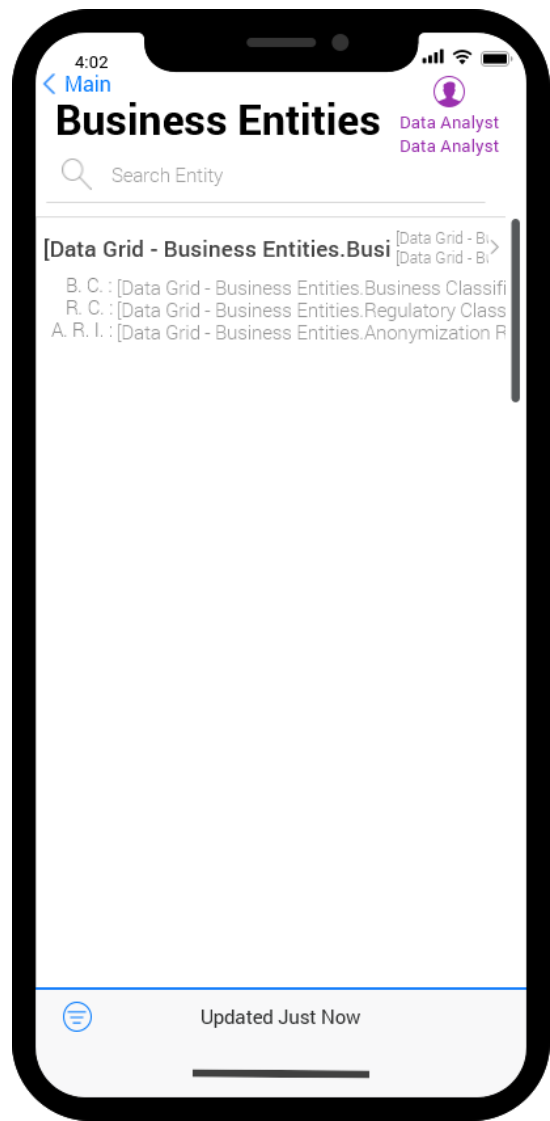 4:02
Main
Business Entities
Data Analyst
Data Analyst
Search Entity
[Data Grid - Business Entities.Busi
[Data Grid - Bu
[Data Grid - Bu
B. C. : [Data Grid - Business Entities.Business Classifi
R. C. : [Data Grid - Business Entities.Regulatory Class
A. R. I. : [Data Grid - Business Entities.Anonymization R
Updated Just Now